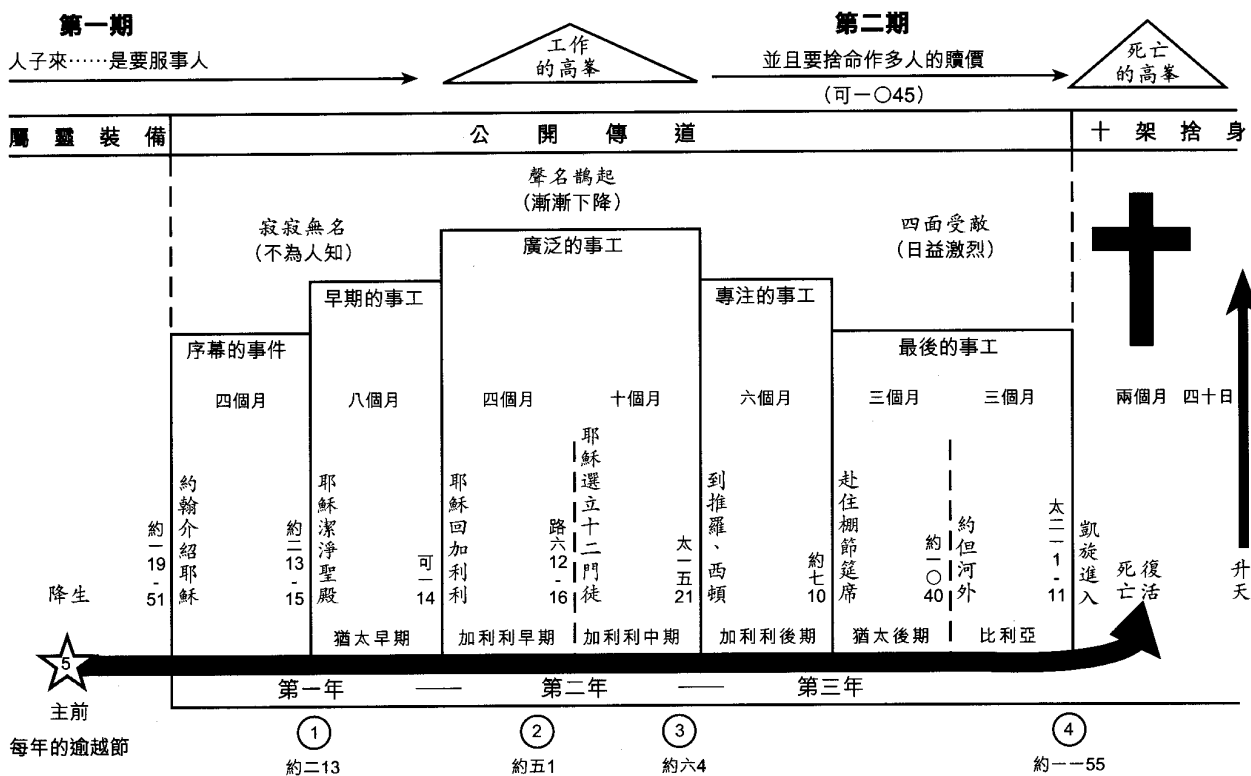 第一期
人子來……是要服事人
工作
的高峯
第二期
並且要捨命作多人的贖價
(可一〇45)
死亡
的高峯
屬靈裝備
公開傳道
十架捨身
寂寂無名
(不為人知)
聲名鵲起
(漸漸下降)
四面受敵
(日益激烈)
序幕的事件
早期的事工
廣泛的事工
專注的事工
最後的事工
四個月
八個月
四個月
十個月
六個月
三個月
三個月
兩個月
四十日
降生
約一19-51
約翰介紹耶穌
約二13-15
耶穌潔淨聖殿
可一14
耶穌回加利利
路六12-16
耶穌選立十二門徒
太一五21
到推羅、西頓
約七10
赴住棚節筵席
約一〇40
約但河外
太二一1-11
凱旋進入
死亡
復活
升天
猶太早期
加利利早期
加利利中期
加利利後期
猶太後期
比利亞
5
主前
第一年 —— 第二年 —— 第三年
每年的逾越節
1
約二13
2
約五1
3
約六4
4
約一一55